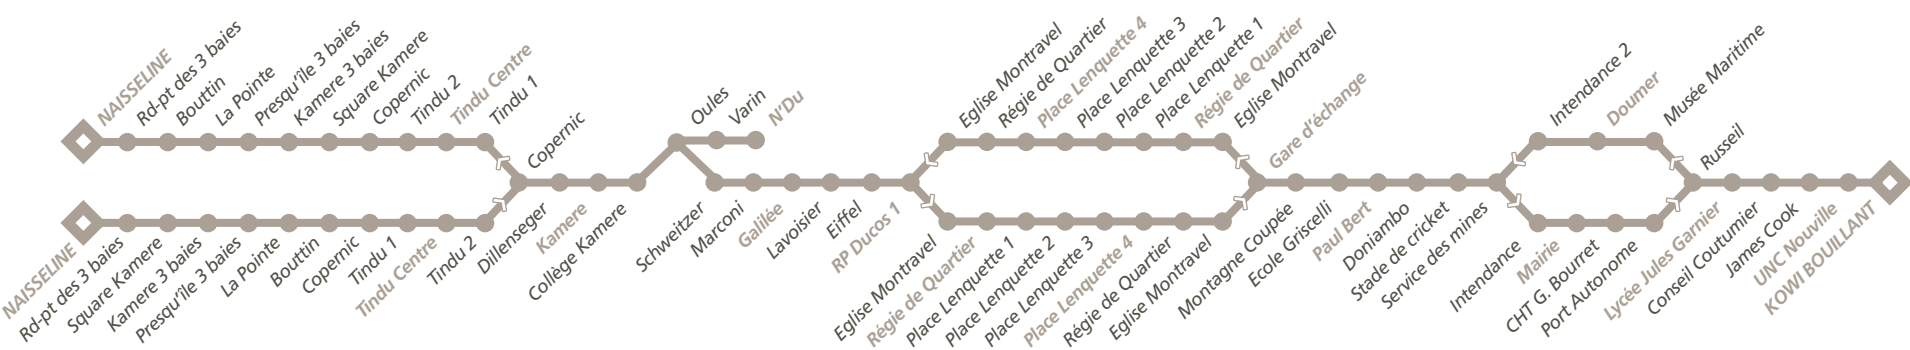 NAISSELINE
Rd-pt des 3 baies
Bouttin
La Pointe
Presqu'île 3 baies
Kamere 3 baies
Square Kamere
Copernic
Tindu 2
Tindu Centre
Tindu 1
Copernic
Oules
Varin
N'Du
Eglise Montravel
Régie de Quartier
Place Lenquette 4
Place Lenquette 3
Place Lenquette 2
Place Lenquette 1
Régie de Quartier
Eglise Montravel
Gare d'échange
Intendance 2
Doumer
Musée Maritime
Russeil
NAISSELINE
Rd-pt des 3 baies
Square Kamere
Kamere 3 baies
Presqu'île 3 baies
La Pointe
Bouttin
Copernic
Tindu 1
Tindu Centre
Tindu 2
Dillenseger
Kamere
Collège Kamere
Schweitzer
Marconi
Galilée
Lavoisier
Eiffel
RP Ducos 1
Eglise Montravel
Régie de Quartier
Place Lenquette 1
Place Lenquette 2
Place Lenquette 3
Place Lenquette 4
Régie de Quartier
Eglise Montravel
Montagne Coupée
Ecole Griscelli
Paul Bert
Doniambo
Stade de cricket
Service des mines
Intendance
Mairie
CHT G. Bourret
Port Autonome
Lycée Jules Garnier
Conseil Coutumier
James Cook
UNC Nouville
KOWI BOUILLANT